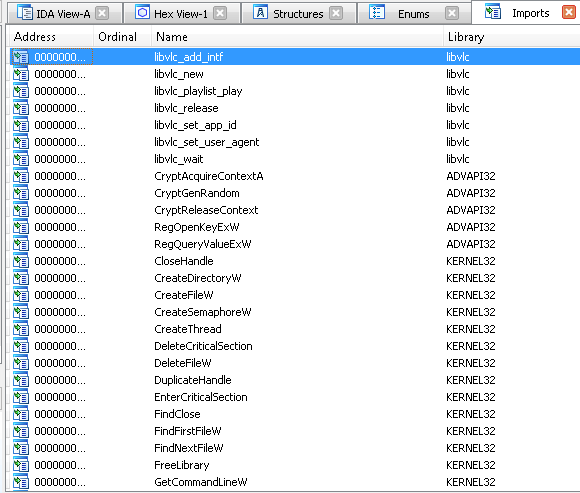 IDA View-A Hex View-1 Structures Enums Imports
Address Ordinal Name Library
0000000... libvlc_add_intf libvlc
0000000... libvlc_new libvlc
0000000... libvlc_playlist_play libvlc
0000000... libvlc_release libvlc
0000000... libvlc_set_app_id libvlc
0000000... libvlc_set_user_agent libvlc
0000000... libvlc_wait libvlc
0000000... CryptAcquireContextA ADVAPI32
0000000... CryptGenRandom ADVAPI32
0000000... CryptReleaseContext ADVAPI32
0000000... RegOpenKeyExW ADVAPI32
0000000... RegQueryValueExW ADVAPI32
0000000... CloseHandle KERNEL32
0000000... CreateDirectoryW KERNEL32
0000000... CreateFileW KERNEL32
0000000... CreateSemaphoreW KERNEL32
0000000... CreateThread KERNEL32
0000000... DeleteCriticalSection KERNEL32
0000000... DeleteFileW KERNEL32
0000000... DuplicateHandle KERNEL32
0000000... EnterCriticalSection KERNEL32
0000000... FindClose KERNEL32
0000000... FindFirstFileW KERNEL32
0000000... FindNextFileW KERNEL32
0000000... FreeLibrary KERNEL32
0000000... GetCommandLineW KERNEL32